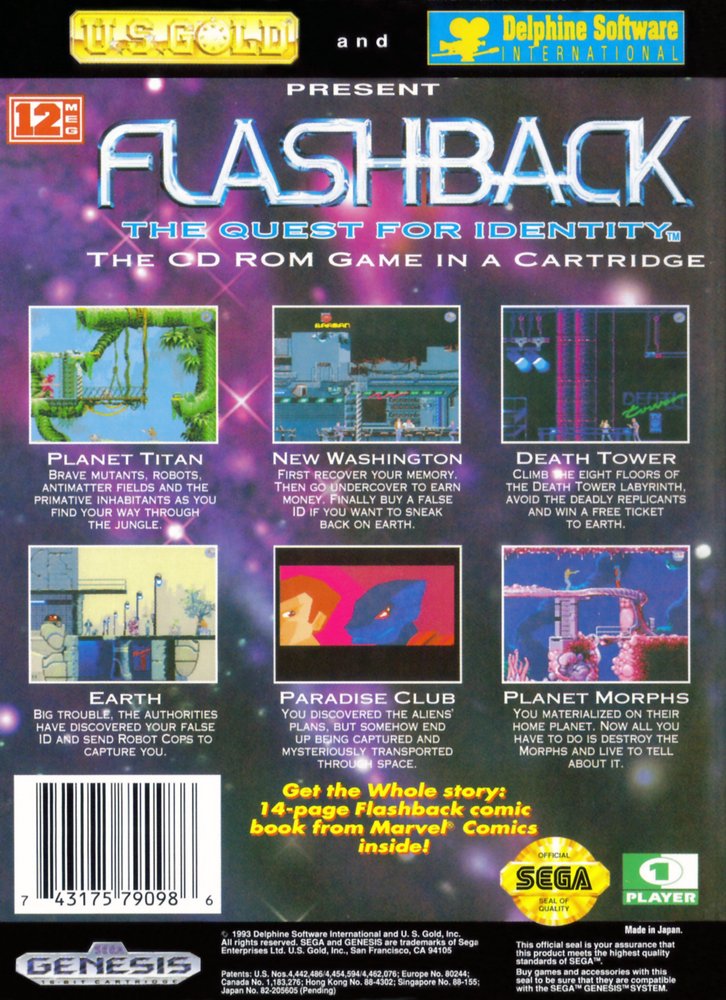 U.S. GOLD and Delphine Software
INTERNATIONAL
PRESENT
12 MEG
FLASHBACK
THE QUEST FOR IDENTITY™
THE CD ROM GAME IN A CARTRIDGE
BARMAN
DEATH
Tower
PLANET TITAN
BRAVE MUTANTS, ROBOTS,
ANTIMATTER FIELDS AND THE
PRIMATIVE INHABITANTS AS YOU
FIND YOUR WAY THROUGH
THE JUNGLE.
NEW WASHINGTON
FIRST RECOVER YOUR MEMORY.
THEN GO UNDERCOVER TO EARN
MONEY. FINALLY BUY A FALSE
ID IF YOU WANT TO SNEAK
BACK ON EARTH.
DEATH TOWER
CLIMB THE EIGHT FLOORS OF
THE DEATH TOWER LABYRINTH,
AVOID THE DEADLY REPLICANTS
AND WIN A FREE TICKET
TO EARTH.
EARTH
BIG TROUBLE, THE AUTHORITIES
HAVE DISCOVERED YOUR FALSE
ID AND SEND ROBOT COPS TO
CAPTURE YOU.
PARADISE CLUB
YOU DISCOVERED THE ALIENS'
PLANS, BUT SOMEHOW END
UP BEING CAPTURED AND
MYSTERIOUSLY TRANSPORTED
THROUGH SPACE.
PLANET MORPHS
YOU MATERIALIZED ON THEIR
HOME PLANET. NOW ALL YOU
HAVE TO DO IS DESTROY THE
MORPHS AND LIVE TO TELL
ABOUT IT.
Get the Whole story:
14-page Flashback comic
book from Marvel® Comics
inside!
7 43175 79098 6
OFFICIAL
SEGA
SEAL OF
QUALITY
1
PLAYER
Made in Japan.
SEGA
GENESIS
16-BIT CARTRIDGE
© 1993 Delphine Software International and U. S. Gold, Inc.
All rights reserved. SEGA and GENESIS are trademarks of Sega
Enterprises Ltd. U. S. Gold, Inc., San Francisco, CA 94105
Patents: U.S. Nos. 4,442,486/4,454,594/4,462,076; Europe No. 80244;
Canada No. 1,183,276; Hong Kong No. 88-4302; Singapore No. 88-155;
Japan No. 82-205605 (Pending)
This official seal is your assurance that
this product meets the highest quality
standards of SEGA™.
Buy games and accessories with this
seal to be sure that they are compatible
with the SEGA™ GENESIS™ SYSTEM.